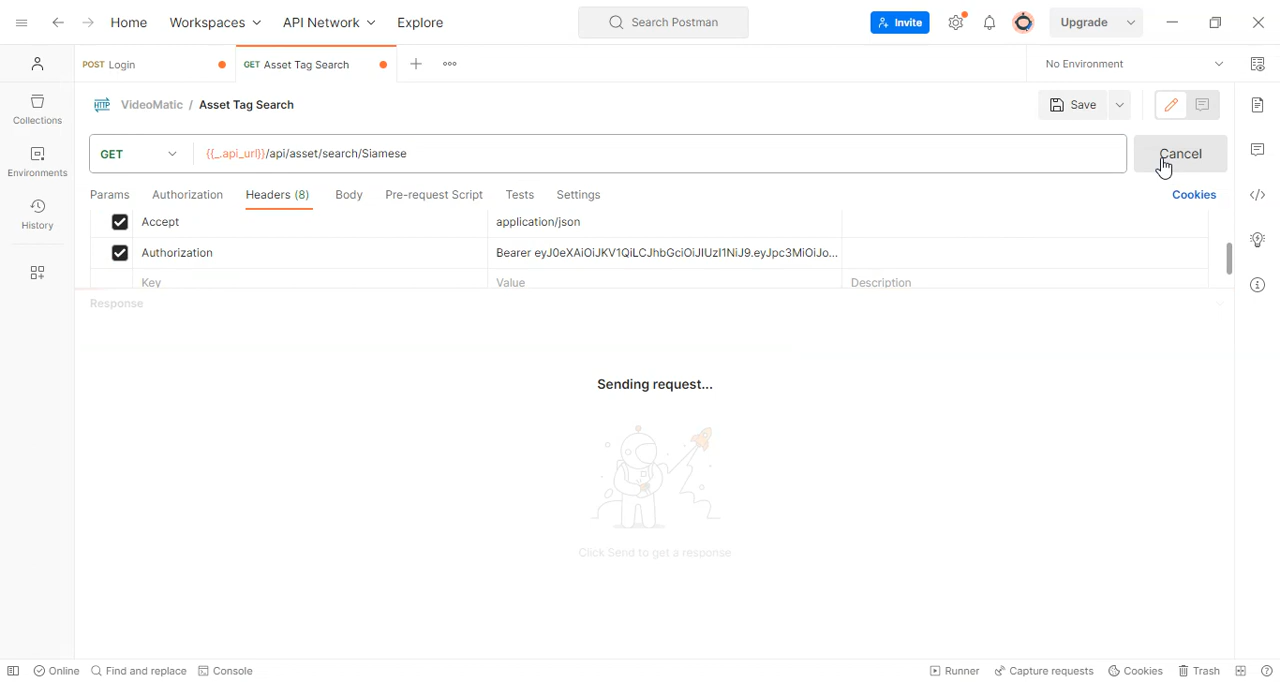 Home Workspaces API Network Explore Search Postman Invite Upgrade
POST Login GET Asset Tag Search No Environment
HTTP VideoMatic / Asset Tag Search Save
Collections
GET {{_.api_url}}/api/asset/search/Siamese Cancel
Environments
Params Authorization Headers (8) Body Pre-request Script Tests Settings Cookies
History
Accept application/json
Authorization Bearer eyJ0eXAiOiJKV1QiLCJhbGciOiJIUzI1NiJ9.eyJpc3MiOiJo...
Key Value Description
Response
Sending request...
Click Send to get a response
Online Find and replace Console Runner Capture requests Cookies Trash